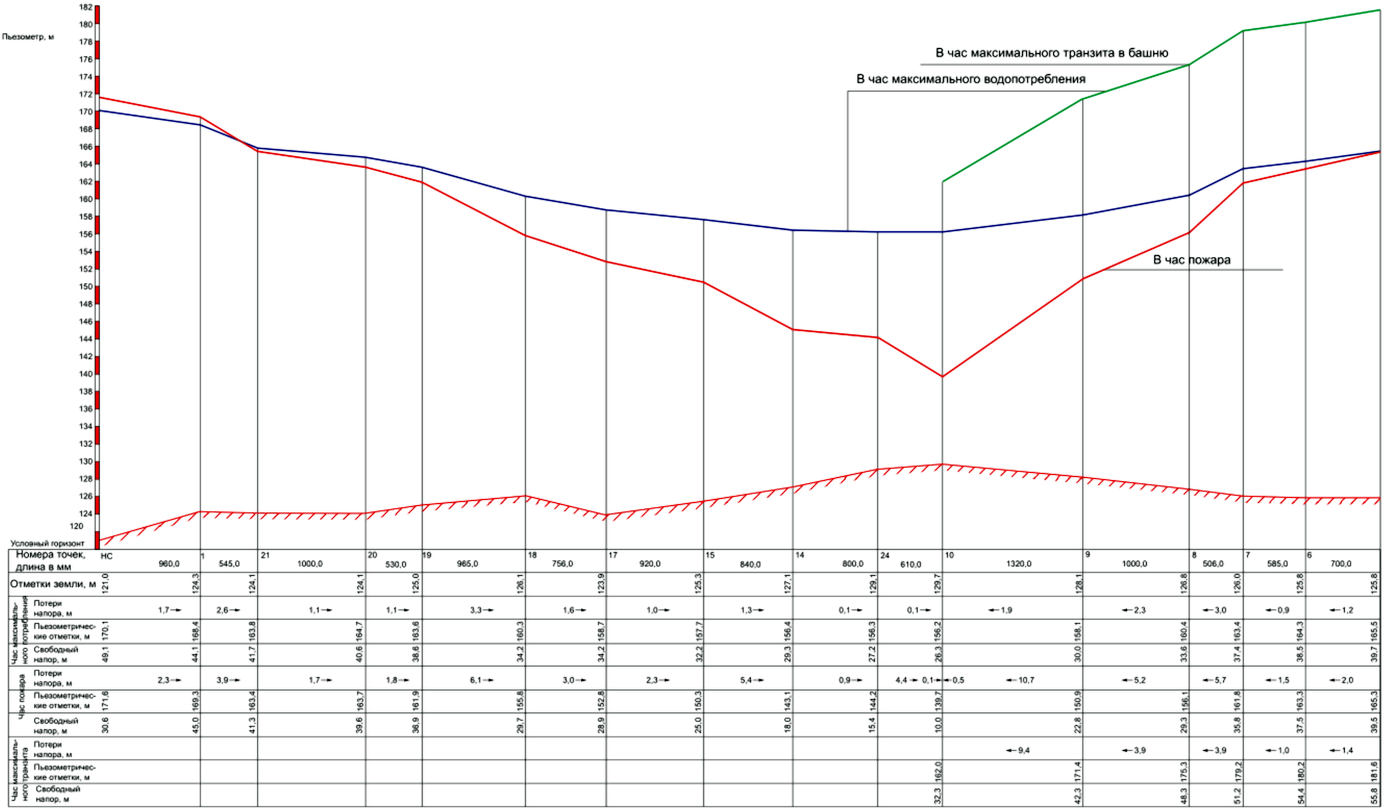 182
180
Пьезометр, м
178
176
174
172
170
168
166
164
162
160
158
156
154
152
150
148
146
144
142
140
138
136
134
132
130
128
126
124
120
В час максимального транзита в башню
В час максимального водопотребления
В час пожара
Условный горизонт
Номера точек,
длина в мм
НС 1 21 20 19 18 17 15 14 24 10 9 8 7 6
960,0 545,0 1000,0 530,0 965,0 756,0 920,0 840,0 800,0 610,0 1320,0 1000,0 506,0 585,0 700,0
Отметки земли, м 121,0 124,3 124,1 124,1 125,0 126,1 123,9 125,3 127,1 129,1 129,7 128,1 126,8 126,0 125,8 125,8
Час максималь-
ного потребления
Потери
напора, м
1,7→ 2,6→ 1,1→ 1,1→ 3,3→ 1,6→ 1,0→ 1,3→ 0,1→ 0,1→ ←1,9 ←2,3 ←3,0 ←0,9 ←1,2
Пьезометричес-
кие отметки, м
170,1 168,4 163,8 164,7 163,6 160,3 158,7 157,7 156,4 156,3 156,2 158,1 160,4 163,4 164,3 165,5
Свободный
напор, м
49,1 44,1 41,7 40,6 38,6 34,2 34,2 32,2 29,3 27,2 26,3 30,0 33,6 37,4 38,5 39,7
Час пожара
Потери
напора, м
2,3→ 3,9→ 1,7→ 1,8→ 6,1→ 3,0→ 2,3→ 5,4→ 0,9→ 4,4→ 0,1→ ←0,5 ←10,7 ←5,2 ←5,7 ←1,5 ←2,0
Пьезометричес-
кие отметки, м
171,6 169,3 163,4 163,7 161,9 155,8 152,8 150,3 143,1 144,2 139,7 150,9 156,1 161,8 163,3 165,3
Свободный
напор, м
30,6 45,0 41,3 39,6 36,9 29,7 28,9 25,0 18,0 15,4 10,0 22,8 29,3 35,8 37,5 39,5
Час максималь-
ного транзита
Потери
напора, м
←9,4 ←3,9 ←3,9 ←1,0 ←1,4
Пьезометричес-
кие отметки, м
162,0 171,4 175,3 179,2 180,2 181,6
Свободный
напор, м
32,3 42,3 48,3 51,2 54,4 55,8